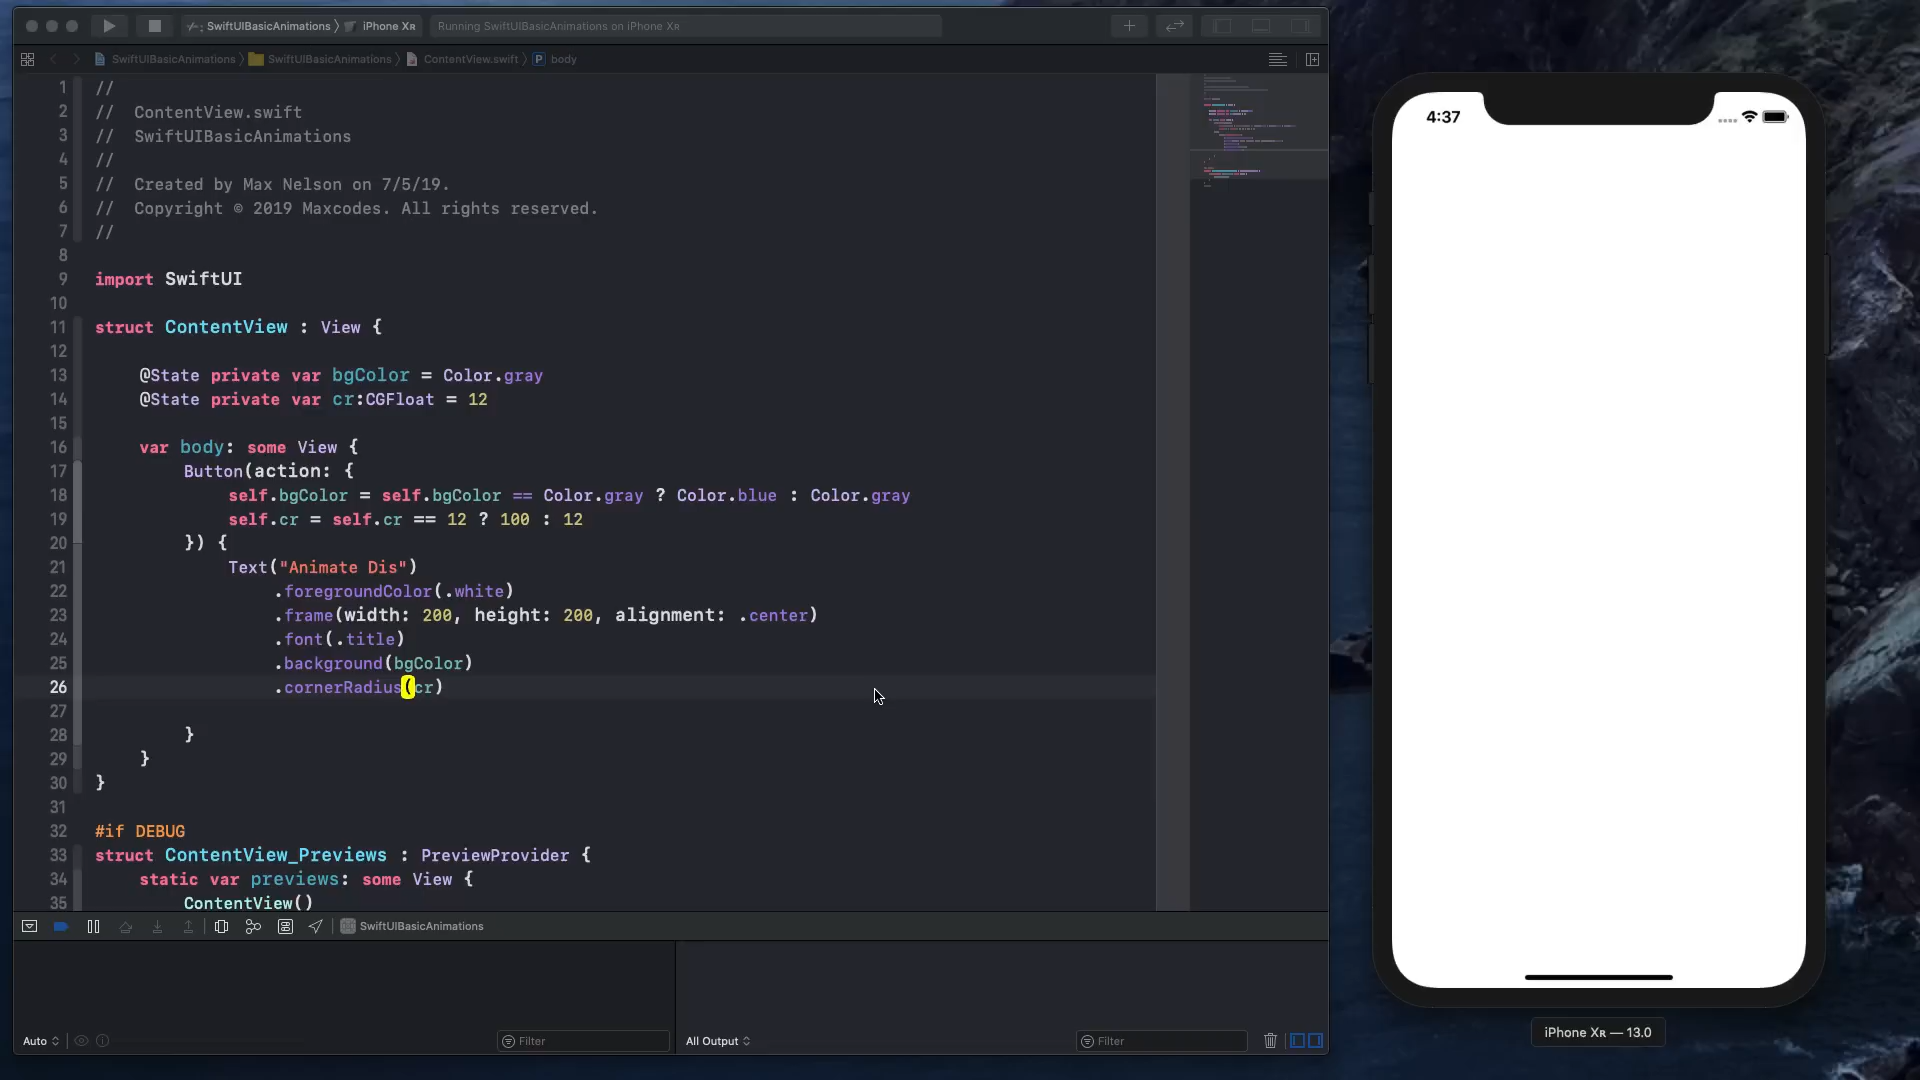 SwiftUIBasicAnimations
iPhone Xʀ
Running SwiftUIBasicAnimations on iPhone Xʀ
SwiftUIBasicAnimations
SwiftUIBasicAnimations
ContentView.swift
P
body
1 //
2 //  ContentView.swift
3 //  SwiftUIBasicAnimations
4 //
5 //  Created by Max Nelson on 7/5/19.
6 //  Copyright © 2019 Maxcodes. All rights reserved.
7 //
8
9 import SwiftUI
10
11 struct ContentView : View {
12
13 @State private var bgColor = Color.gray
14 @State private var cr:CGFloat = 12
15
16 var body: some View {
17 Button(action: {
18 self.bgColor = self.bgColor == Color.gray ? Color.blue : Color.gray
19 self.cr = self.cr == 12 ? 100 : 12
20 }) {
21 Text("Animate Dis")
22 .foregroundColor(.white)
23 .frame(width: 200, height: 200, alignment: .center)
24 .font(.title)
25 .background(bgColor)
26 .cornerRadius(cr)
27
28 }
29 }
30 }
31
32 #if DEBUG
33 struct ContentView_Previews : PreviewProvider {
34 static var previews: some View {
35 ContentView()
SwiftUIBasicAnimations
Auto
Filter
All Output
Filter
4:37
iPhone Xʀ — 13.0